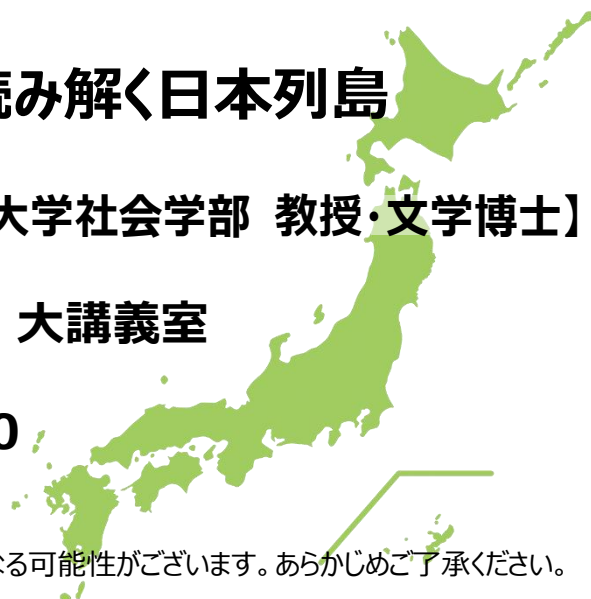 読み解く日本列島
大学社会学部 教授・文学博士】
大講義室
0
なる可能性がございます。あらかじめご了承ください。